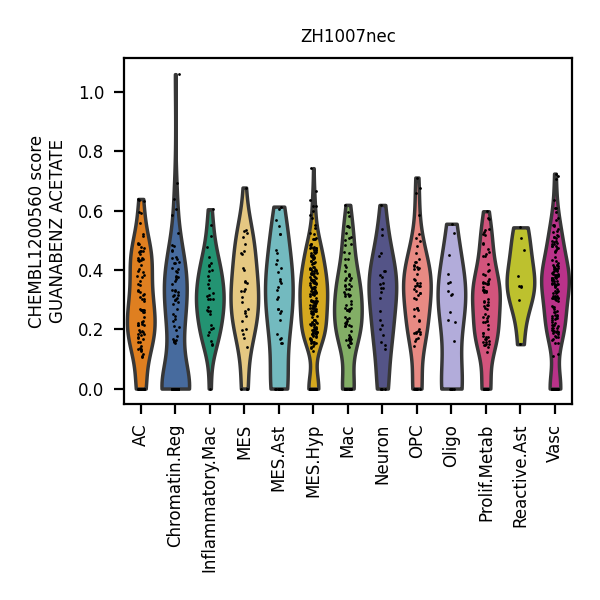 ZH1007nec
CHEMBL1200560 score
GUANABENZ ACETATE
1.0
0.8
0.6
0.4
0.2
0.0
AC
Chromatin.Reg
Inflammatory.Mac
MES
MES.Ast
MES.Hyp
Mac
Neuron
OPC
Oligo
Prolif.Metab
Reactive.Ast
Vasc